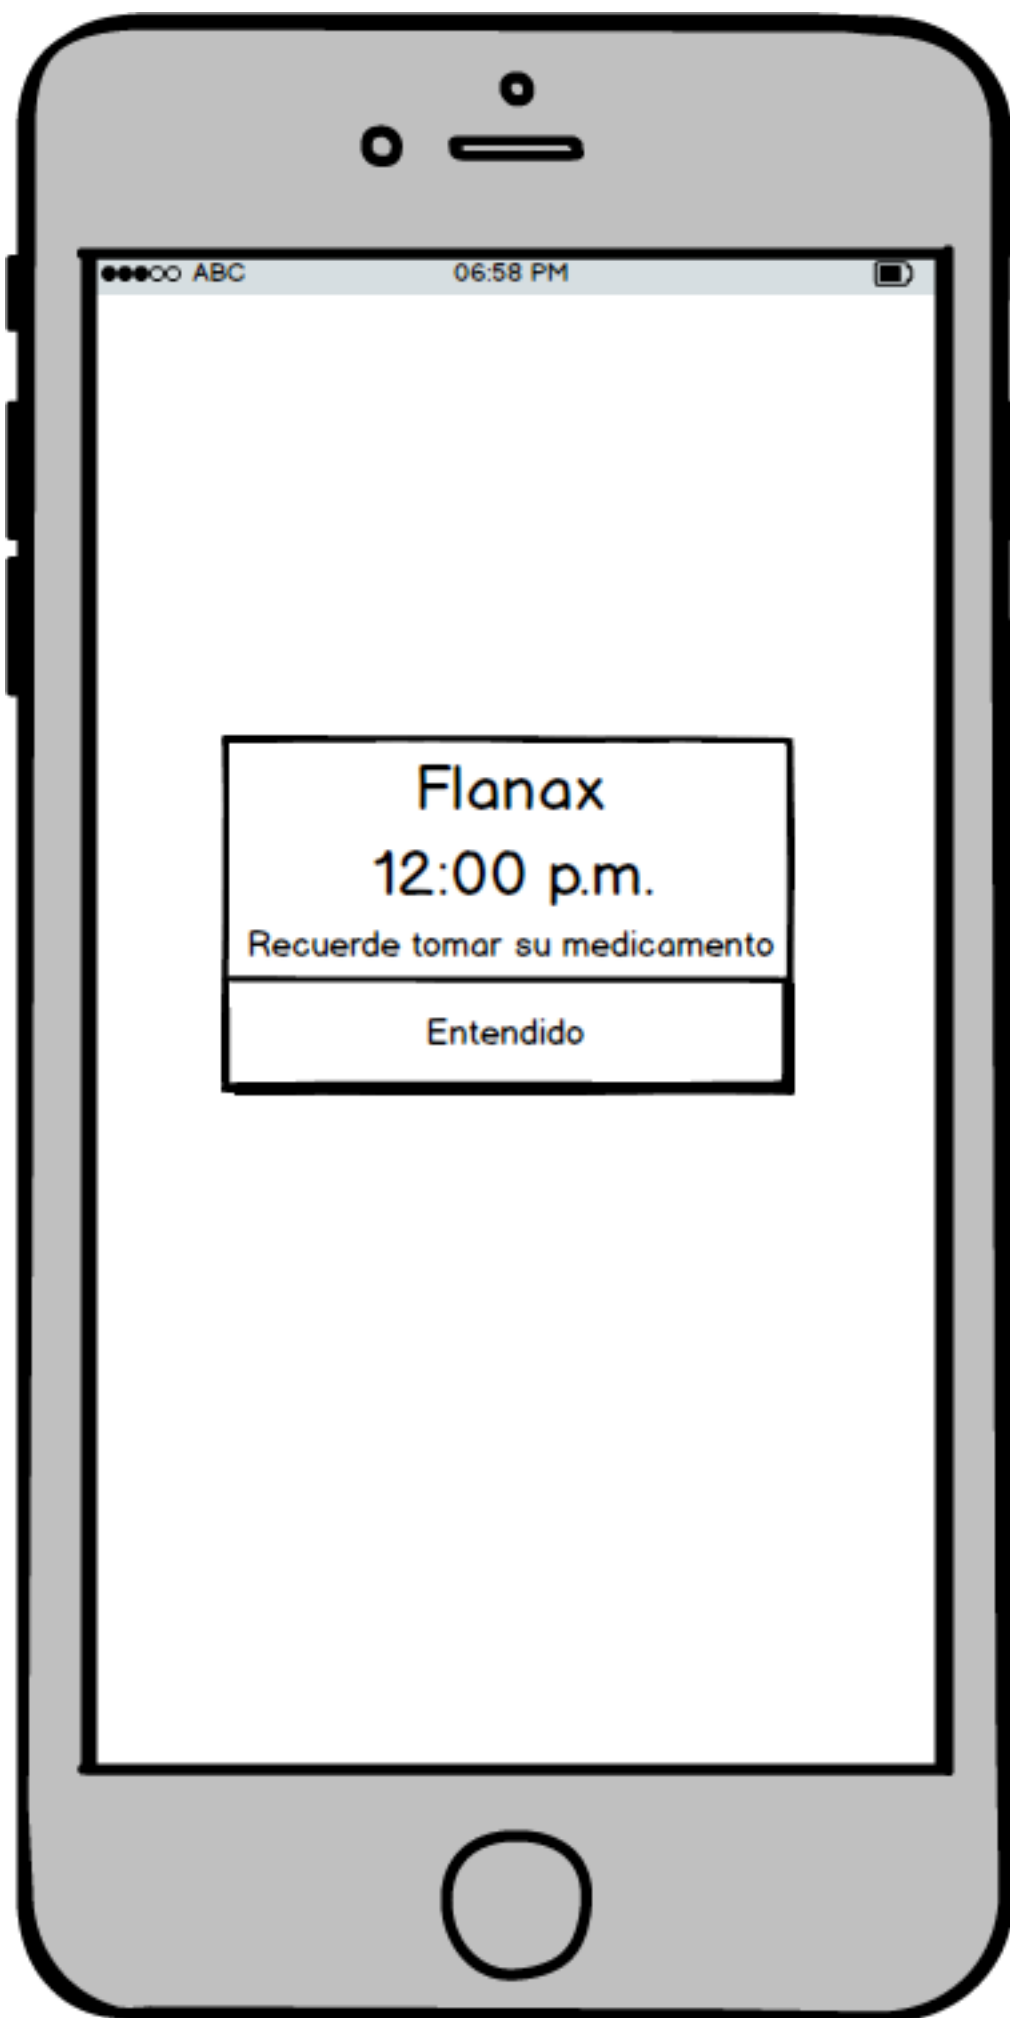 ABC 06:58 PM
Flanax
12:00 p.m.
Recuerde tomar su medicamento
Entendido